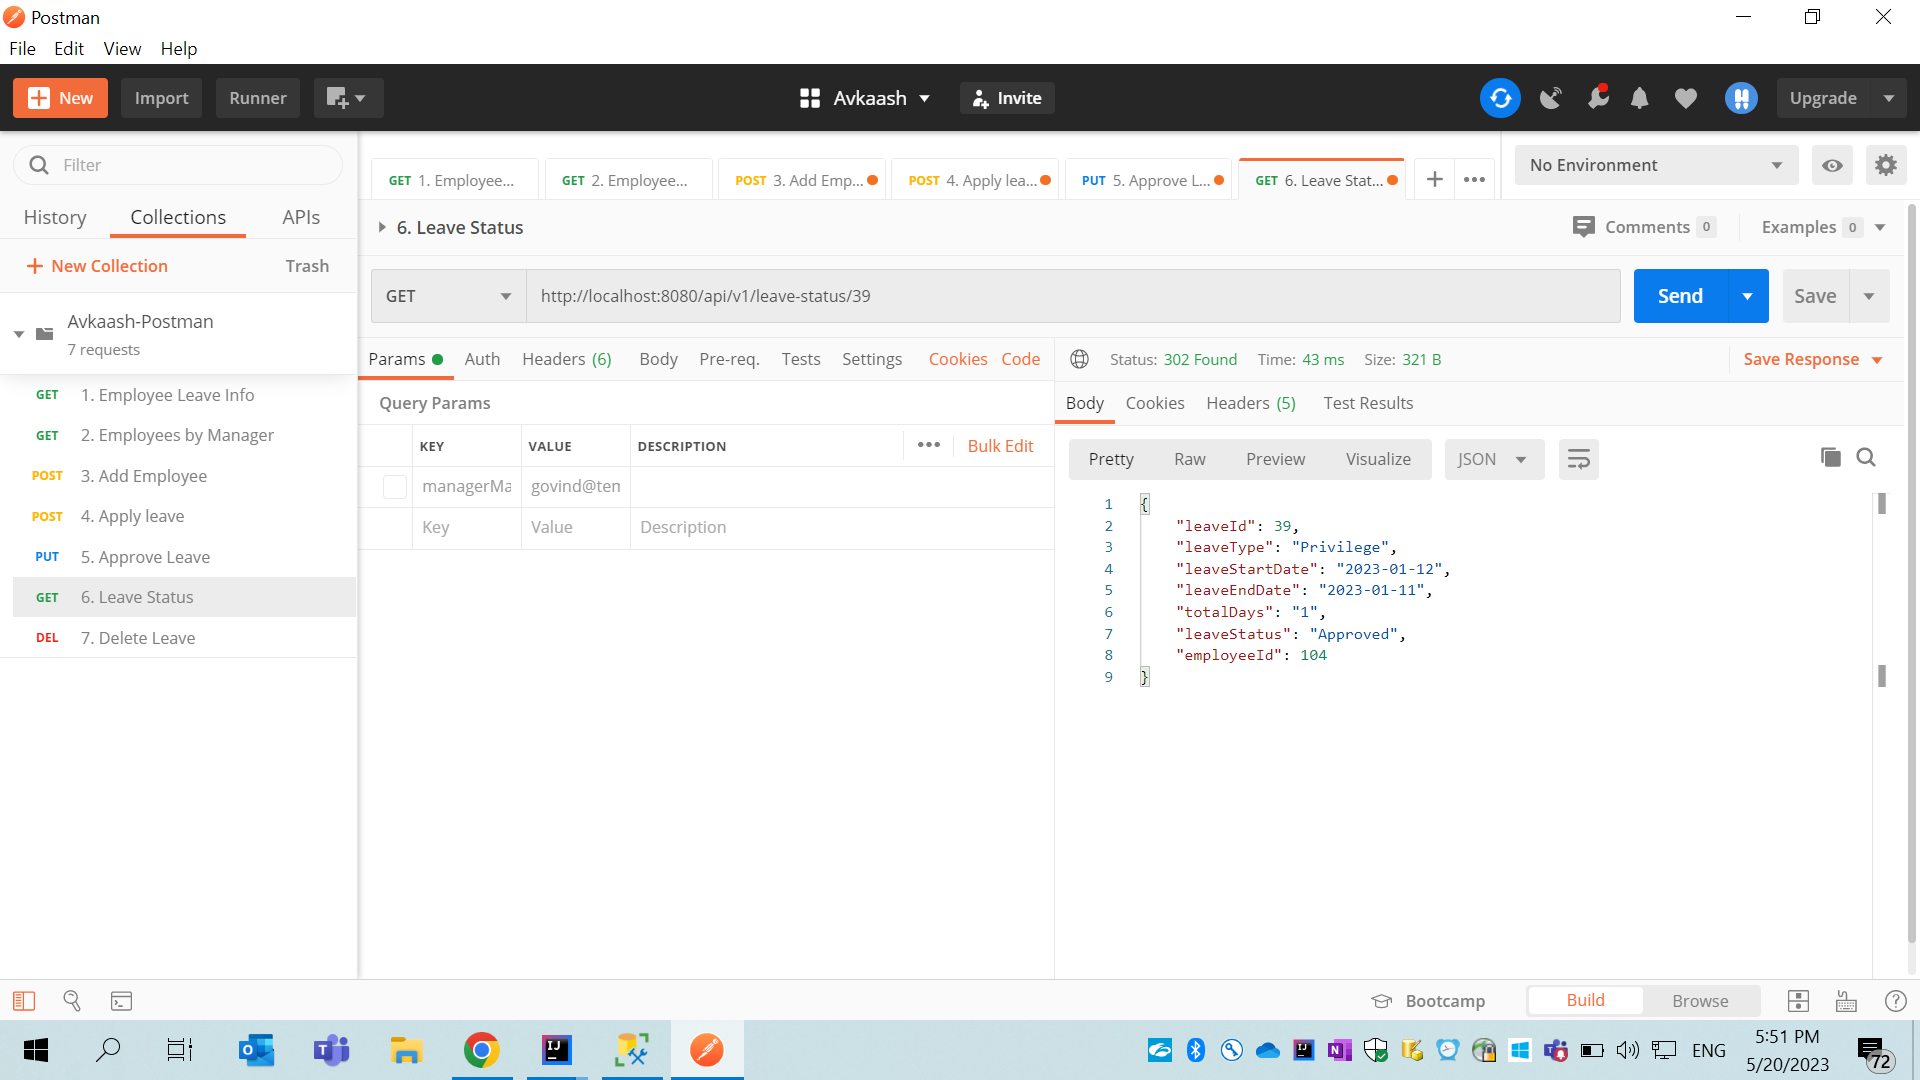 Postman
File Edit View Help
New Import Runner Avkaash Invite Upgrade
Filter
History Collections APIs
New Collection Trash
Avkaash-Postman
7 requests
GET 1. Employee Leave Info
GET 2. Employees by Manager
POST 3. Add Employee
POST 4. Apply leave
PUT 5. Approve Leave
GET 6. Leave Status
DEL 7. Delete Leave
GET 1. Employee... GET 2. Employee... POST 3. Add Emp... POST 4. Apply lea... PUT 5. Approve L... GET 6. Leave Stat...
No Environment
6. Leave Status
Comments 0 Examples 0
GET http://localhost:8080/api/v1/leave-status/39 Send Save
Params Auth Headers (6) Body Pre-req. Tests Settings Cookies Code
Query Params
KEY VALUE DESCRIPTION Bulk Edit
managerMa govind@ten
Key Value Description
Status: 302 Found Time: 43 ms Size: 321 B Save Response
Body Cookies Headers (5) Test Results
Pretty Raw Preview Visualize JSON
1 {
2 "leaveId": 39,
3 "leaveType": "Privilege",
4 "leaveStartDate": "2023-01-12",
5 "leaveEndDate": "2023-01-11",
6 "totalDays": "1",
7 "leaveStatus": "Approved",
8 "employeeId": 104
9 }
Bootcamp Build Browse
ENG
5:51 PM
5/20/2023
72